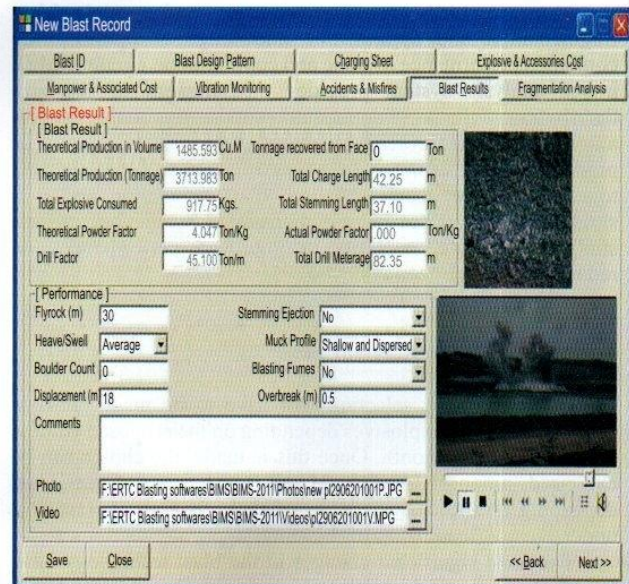 New Blast Record
Blast ID Blast Design Pattern Charging Sheet Explosive & Accessories Cost
Manpower & Associated Cost Vibration Monitoring Accidents & Misfires Blast Results Fragmentation Analysis
[ Blast Result ]
[ Blast Result ]
Theoretical Production in Volume 1485.593 Cu.M Tonnage recovered from Face 0 Ton
Theoretical Production (Tonnage) 3713.983 Ton Total Charge Length 42.25 m
Total Explosive Consumed 917.75 Kgs. Total Stemming Length 37.10 m
Theoretical Powder Factor 4.047 Ton/Kg Actual Powder Factor .000 Ton/Kg
Drill Factor 45.100 Ton/m Total Drill Meterage 82.35 m
[ Performance ]
Flyrock (m) 30 Stemming Ejection No
Heave/Swell Average Muck Profile Shallow and Dispersed
Boulder Count 0 Blasting Fumes No
Displacement (m 18 Overbreak (m) 0.5
Comments
Photo F:\ERTC Blasting softwares\BIMS\BIMS-2011\Photos\new pl2906201001P.JPG ...
Video F:\ERTC Blasting softwares\BIMS\BIMS-2011\Videos\pl2906201001V.MPG ...
Save Close << Back Next >>